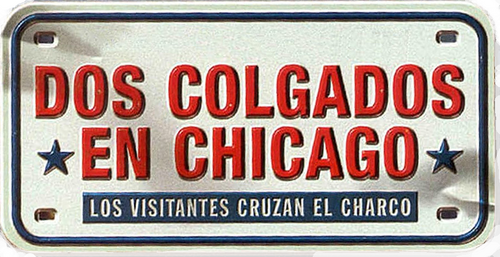 DOS COLGADOS
EN CHICAGO
LOS VISITANTES CRUZAN EL CHARCO